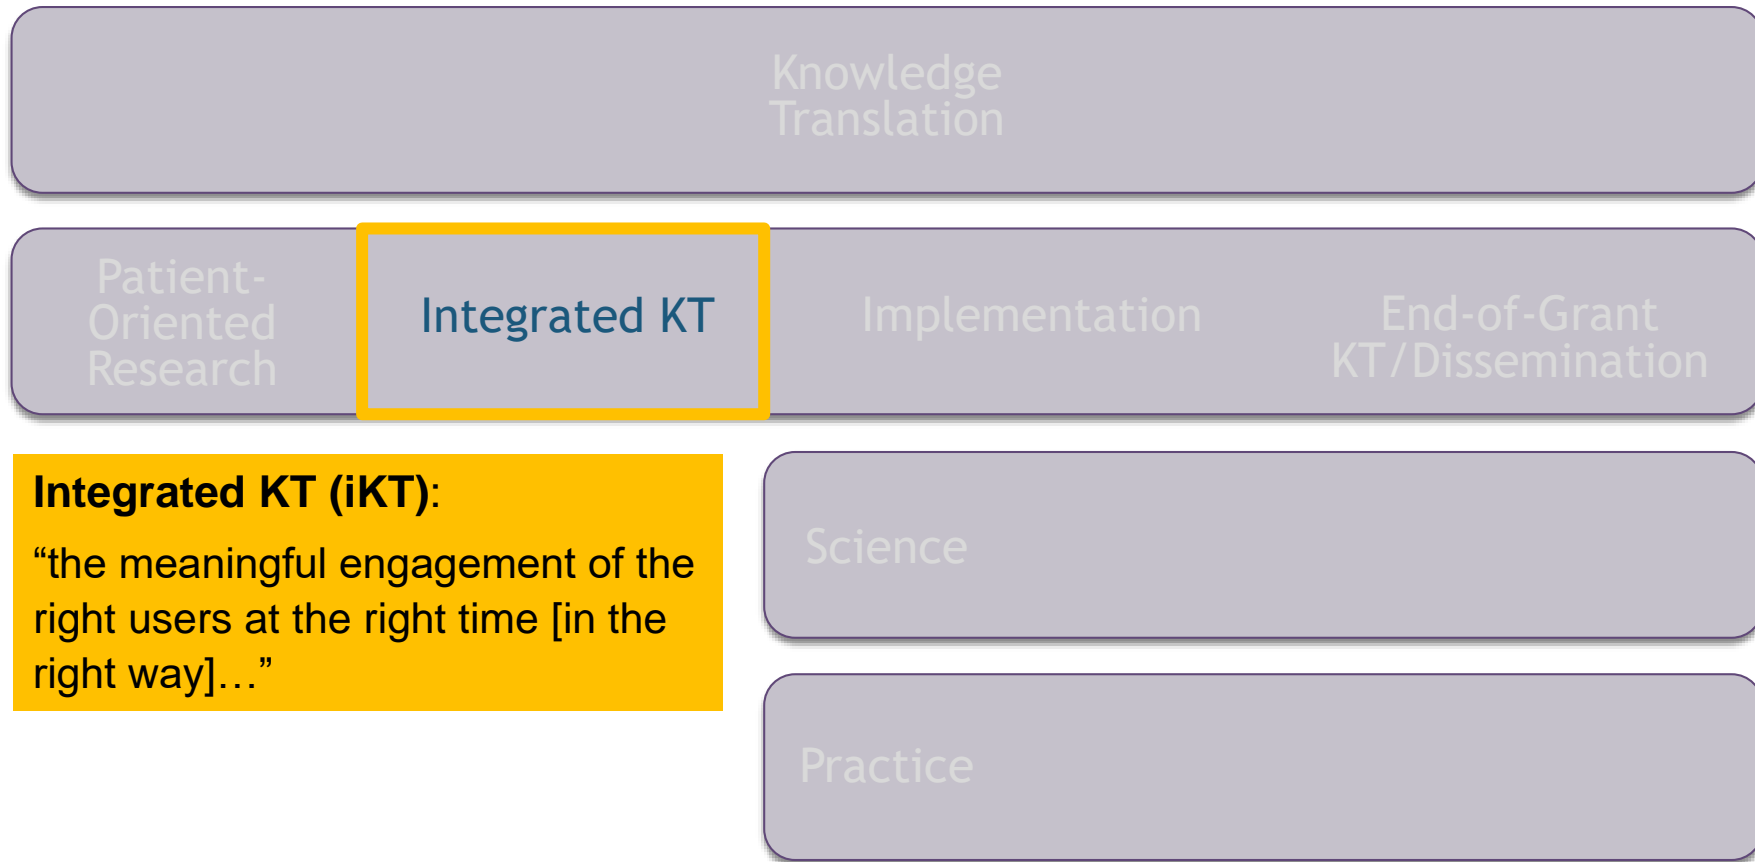 Knowledge
Translation
Patient-
Oriented
Research
Integrated KT
Implementation
End-of-Grant
KT/Dissemination
Integrated KT (iKT):
“the meaningful engagement of the
right users at the right time [in the
right way]…”
Science
Practice